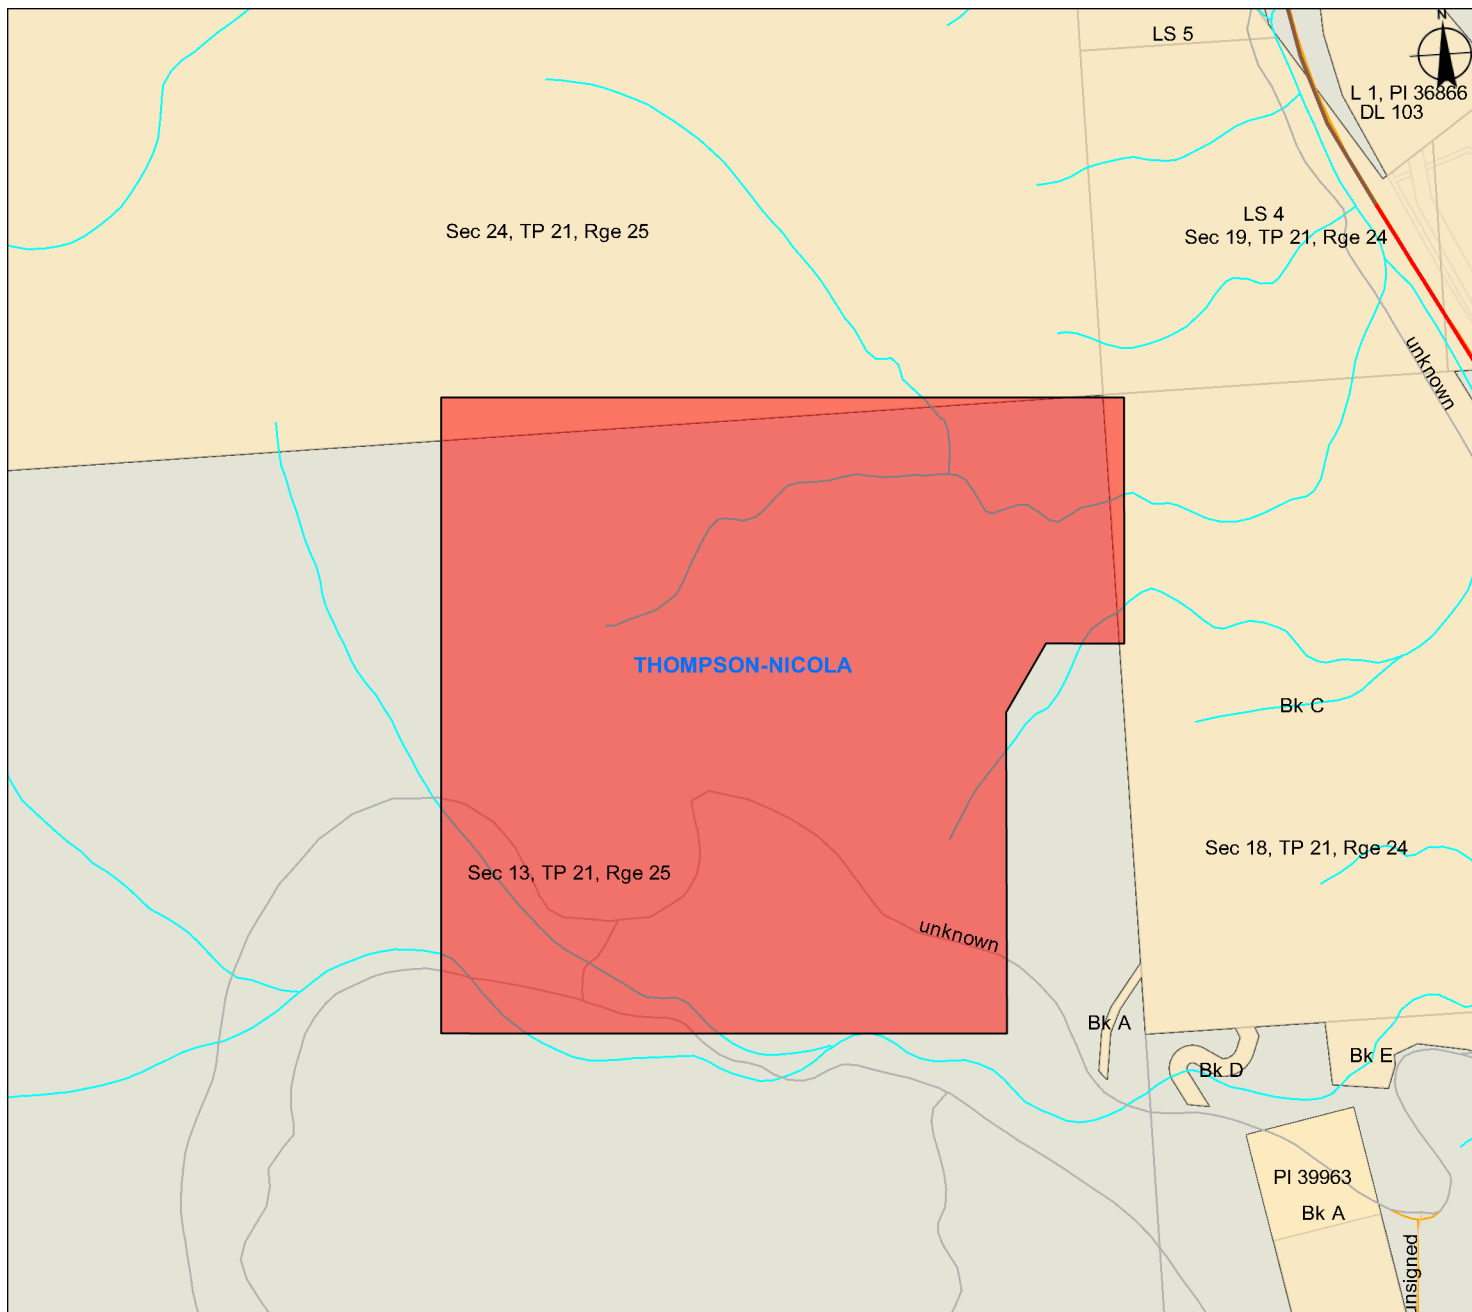 N
LS 5
L 1, Pl 36866
DL 103
LS 4
Sec 24, TP 21, Rge 25
Sec 19, TP 21, Rge 24
unknown
THOMPSON-NICOLA
Bk C
Sec 18, TP 21, Rge 24
Sec 13, TP 21, Rge 25
unknown
Bk A
Bk E
Bk D
Pl 39963
Bk A
unsigned